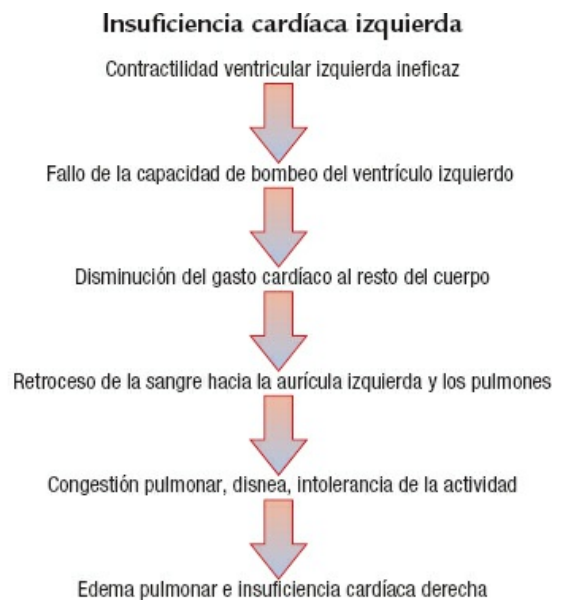 Insuficiencia cardíaca izquierda
Contractilidad ventricular izquierda ineficaz
Fallo de la capacidad de bombeo del ventrículo izquierdo
Disminución del gasto cardíaco al resto del cuerpo
Retroceso de la sangre hacia la aurícula izquierda y los pulmones
Congestión pulmonar, disnea, intolerancia de la actividad
Edema pulmonar e insuficiencia cardíaca derecha